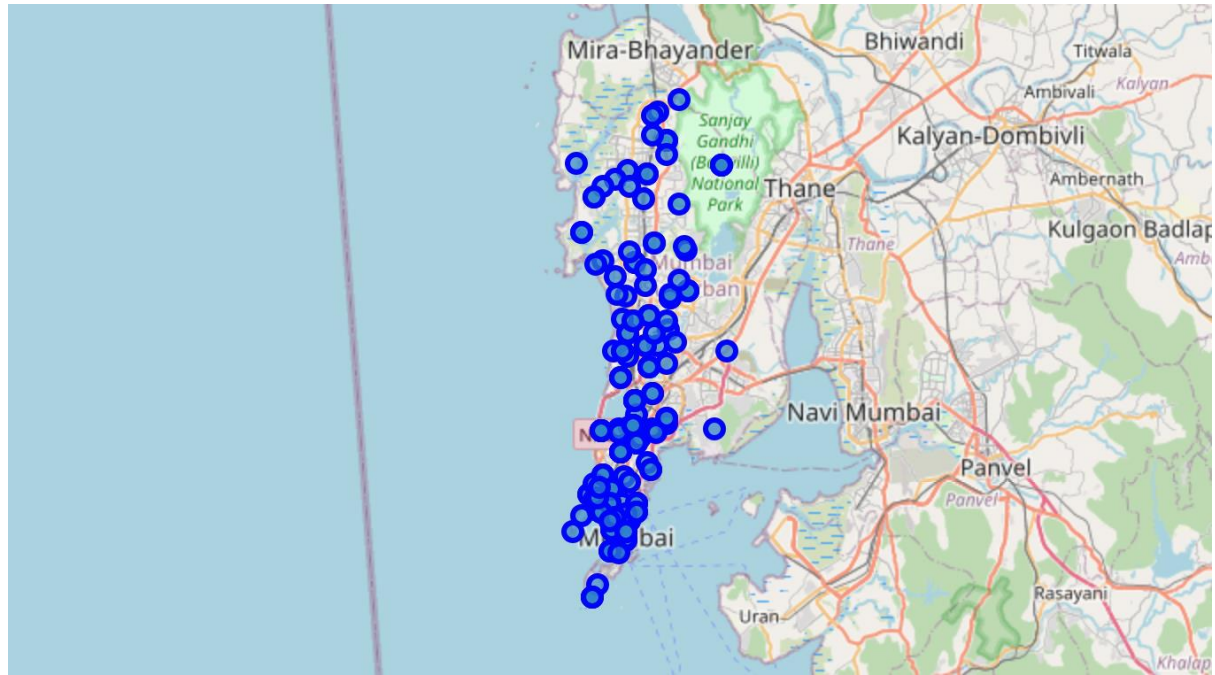 Mira-Bhayander
Bhiwandi
Titwala
Kalyan
Ambivali
Sanjay
Gandhi
National
Park
Kalyan-Dombivli
Thane
Ambernath
Kulgaon Badlap
Thane
Mumbai
Navi Mumbai
Panvel
Panvel
Uran
Rasayani
Khalap